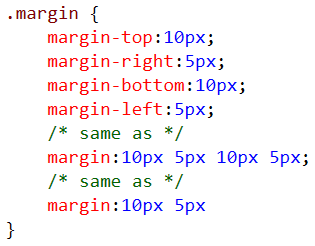 .margin {
margin-top:10px;
margin-right:5px;
margin-bottom:10px;
margin-left:5px;
/* same as */
margin:10px 5px 10px 5px;
/* same as */
margin:10px 5px
}